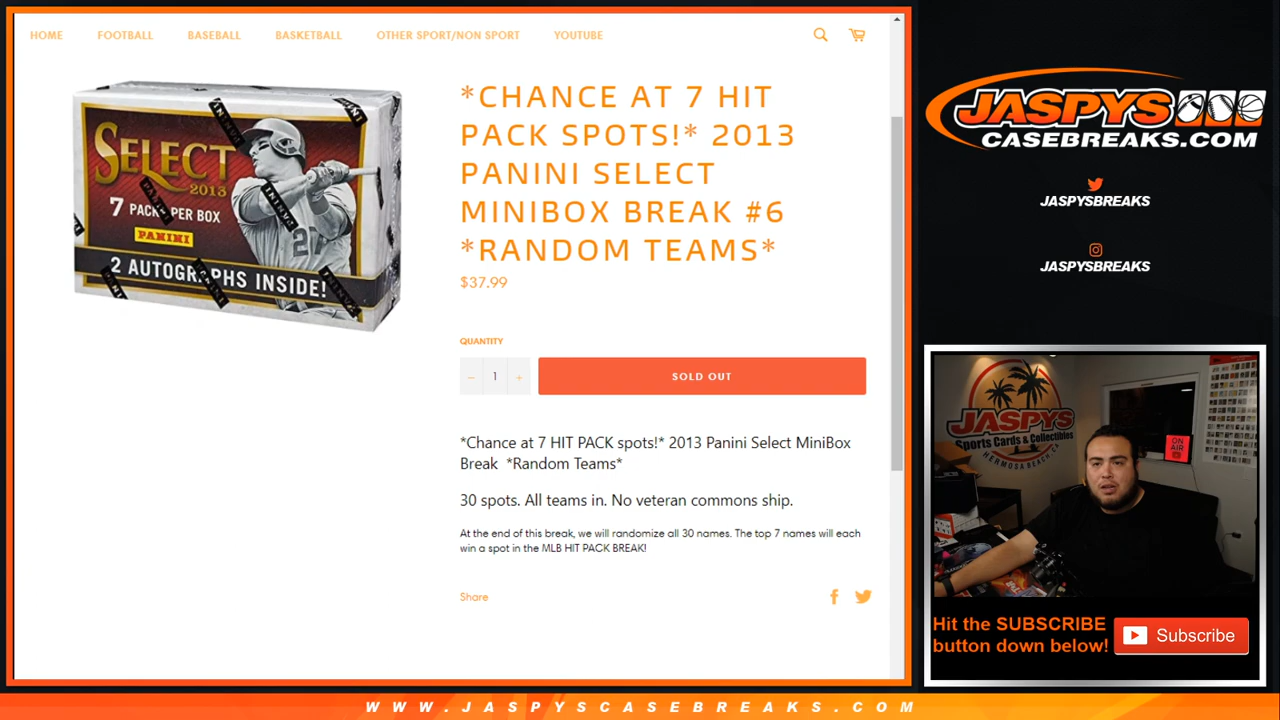 HOME FOOTBALL BASEBALL BASKETBALL OTHER SPORT/NON SPORT YOUTUBE
SELECT
2013
7 PACKS PER BOX
PANINI
2 AUTOGRAPHS INSIDE!
*CHANCE AT 7 HIT
PACK SPOTS!* 2013
PANINI SELECT
MINIBOX BREAK #6
*RANDOM TEAMS*
$37.99
QUANTITY
− 1 +
SOLD OUT
*Chance at 7 HIT PACK spots!* 2013 Panini Select MiniBox
Break *Random Teams*
30 spots. All teams in. No veteran commons ship.
At the end of this break, we will randomize all 30 names. The top 7 names will each
win a spot in the MLB HIT PACK BREAK!
Share
JASPYS
CASEBREAKS.COM
JASPYSBREAKS
JASPYSBREAKS
JASPYS
Sports Cards & Collectibles
HERMOSA BEACH, CA
ON
AIR
Hit the SUBSCRIBE
button down below!
Subscribe
WWW.JASPYSCASEBREAKS.COM